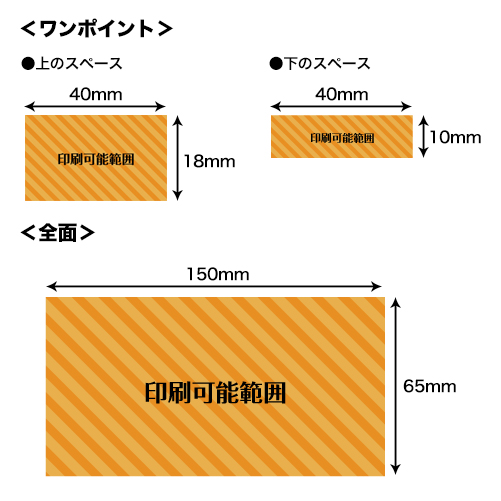 ＜ワンポイント＞
●上のスペース
40mm
印刷可能範囲
18mm
●下のスペース
40mm
印刷可能範囲
10mm
＜全面＞
150mm
印刷可能範囲
65mm